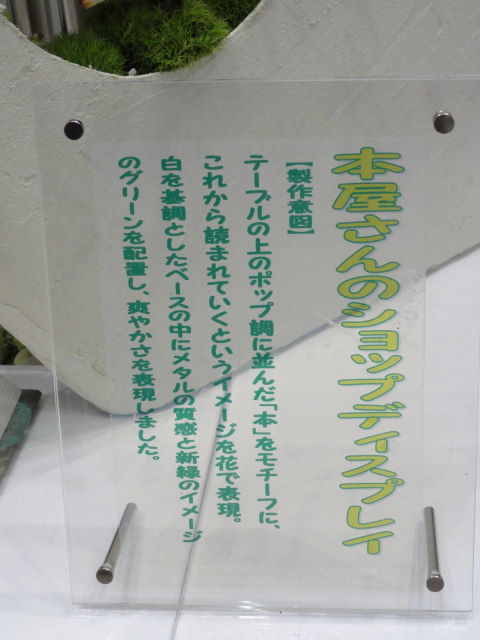 本屋さんのショップディスプレイ
【製作意図】
テーブルの上のポップ調に並んだ「本」をモチーフに、
これから読まれていくというイメージを花で表現。
白を基調としたベースの中にメタルの質感と新緑のイメージ
のグリーンを配置し、爽やかさを表現しました。